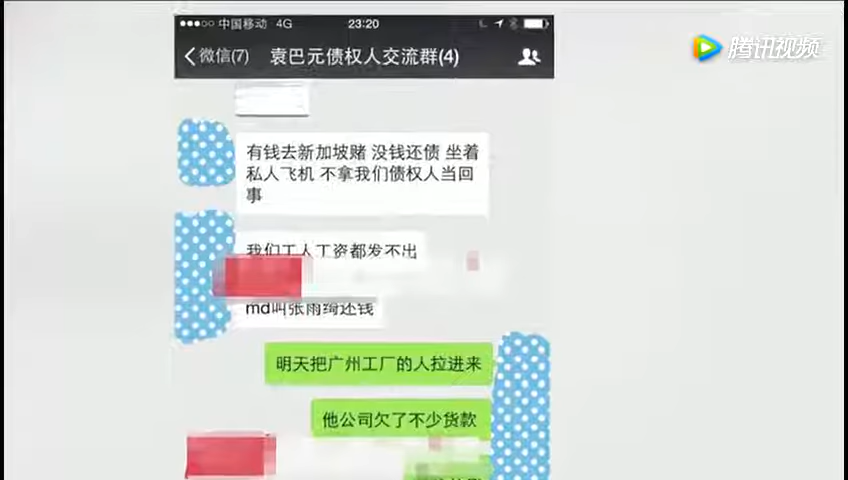 中国移动 4G 23:20
微信(7) 袁巴元债权人交流群(4)
腾讯视频
有钱去新加坡赌 没钱还债 坐着
私人飞机 不拿我们债权人当回
事
我们工人工资都发不出
md叫张雨绮还钱
明天把广州工厂的人拉进来
他公司欠了不少货款